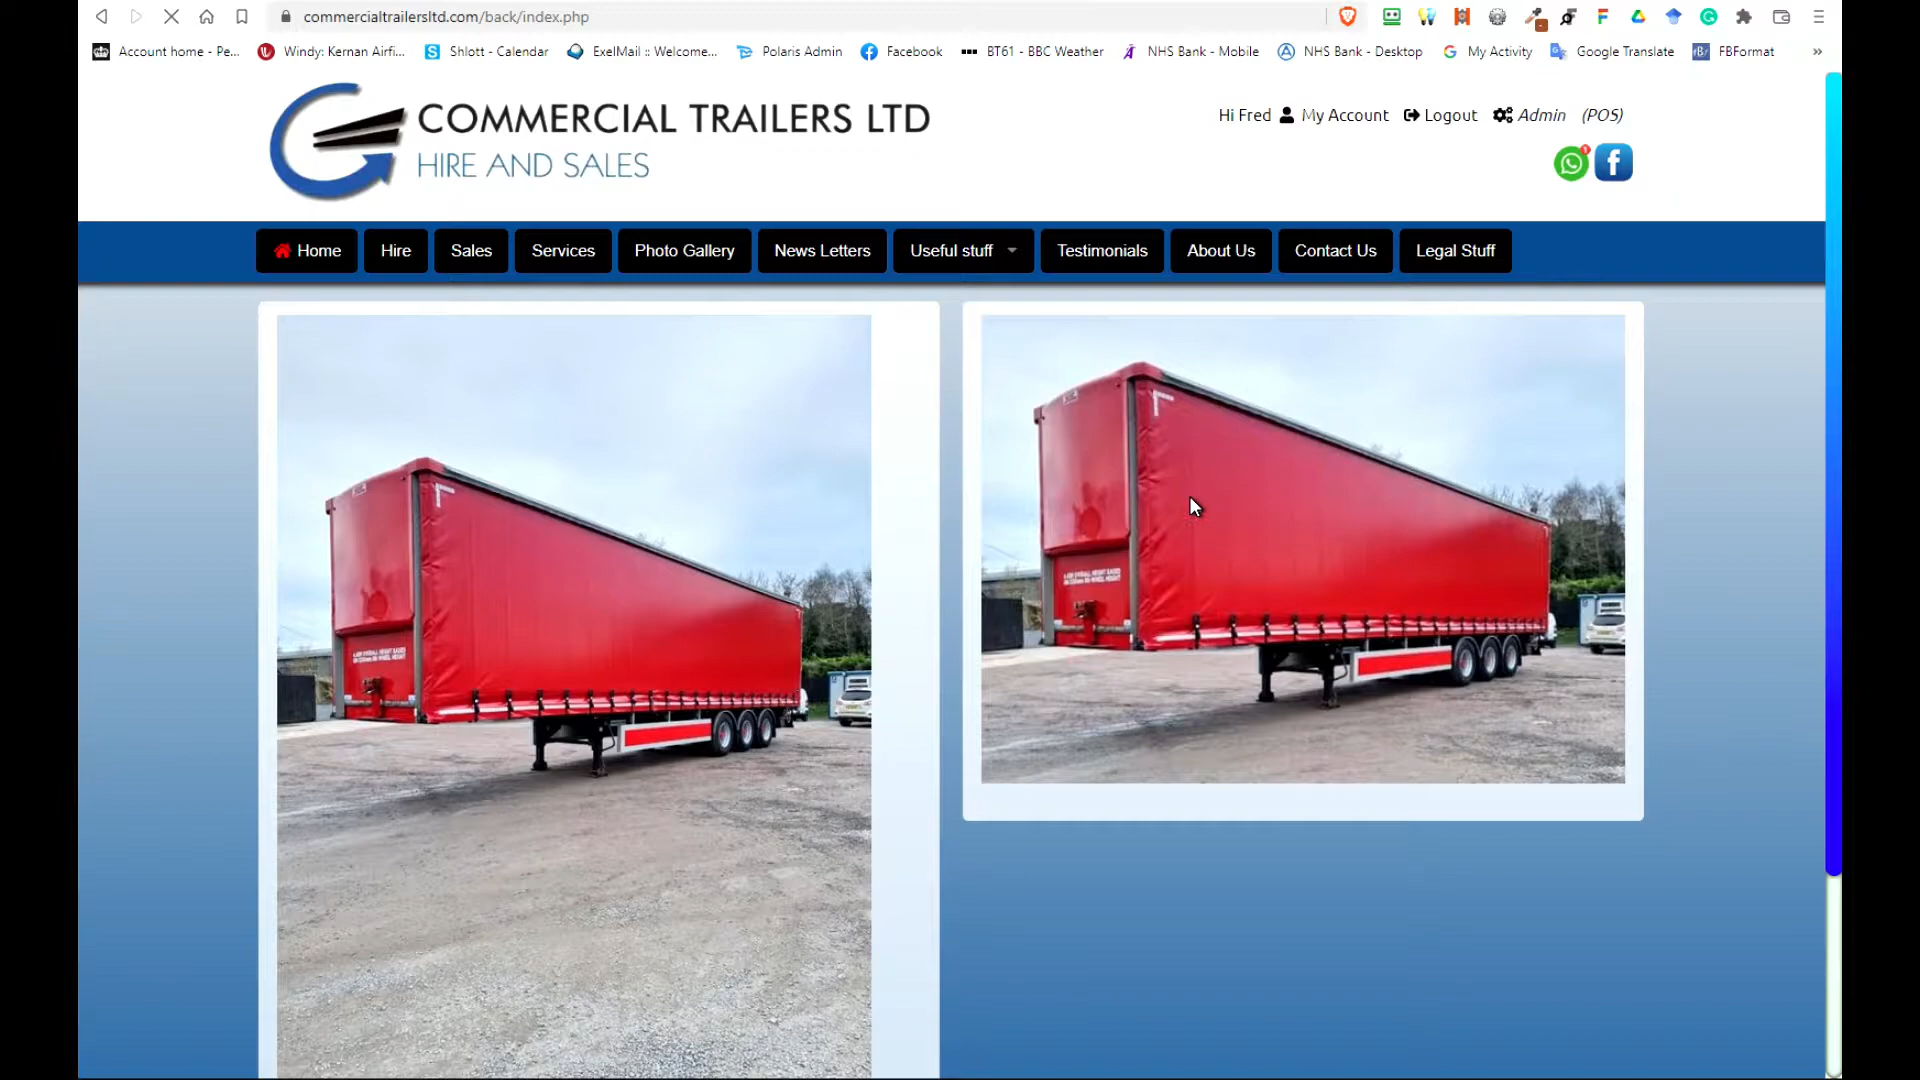 commercialtrailersltd.com/back/index.php
Account home - Pe... Windy: Kernan Airfi... Shlott - Calendar ExelMail :: Welcome... Polaris Admin Facebook BT61 - BBC Weather NHS Bank - Mobile NHS Bank - Desktop My Activity Google Translate FBFormat »
COMMERCIAL TRAILERS LTD
HIRE AND SALES
Hi Fred My Account Logout Admin (POS)
Home Hire Sales Services Photo Gallery News Letters Useful stuff Testimonials About Us Contact Us Legal Stuff